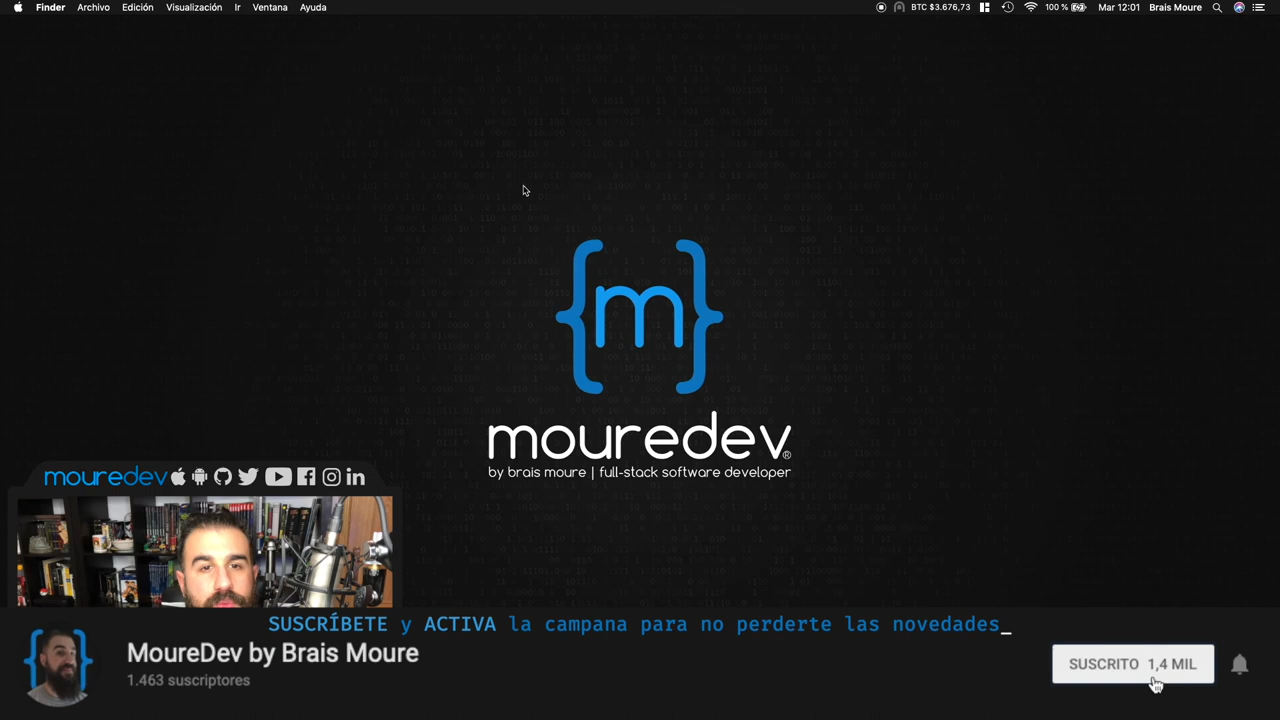 Finder Archivo Edición Visualización Ir Ventana Ayuda BTC $3.676,73 100 % Mar 12:01 Brais Moure
{m}
mouredev®
by brais moure | full-stack software developer
mouredev
SUSCRÍBETE y ACTIVA la campana para no perderte las novedades_
MoureDev by Brais Moure
1.463 suscriptores
SUSCRITO 1,4 MIL